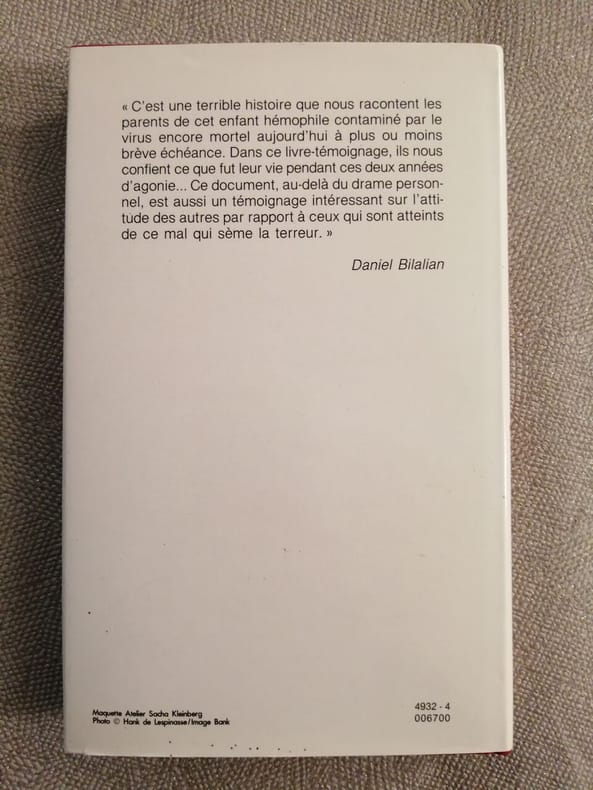 « C'est une terrible histoire que nous racontent les
parents de cet enfant hémophile contaminé par le
virus encore mortel aujourd'hui à plus ou moins
brève échéance. Dans ce livre-témoignage, ils nous
confient ce que fut leur vie pendant ces deux années
d'agonie... Ce document, au-delà du drame person-
nel, est aussi un témoignage intéressant sur l'atti-
tude des autres par rapport à ceux qui sont atteints
de ce mal qui sème la terreur. »
Daniel Bilalian
Maquette Atelier Sacha Kleinberg
Photo © Hank de Lespinasse/Image Bank
4932 - 4
006700